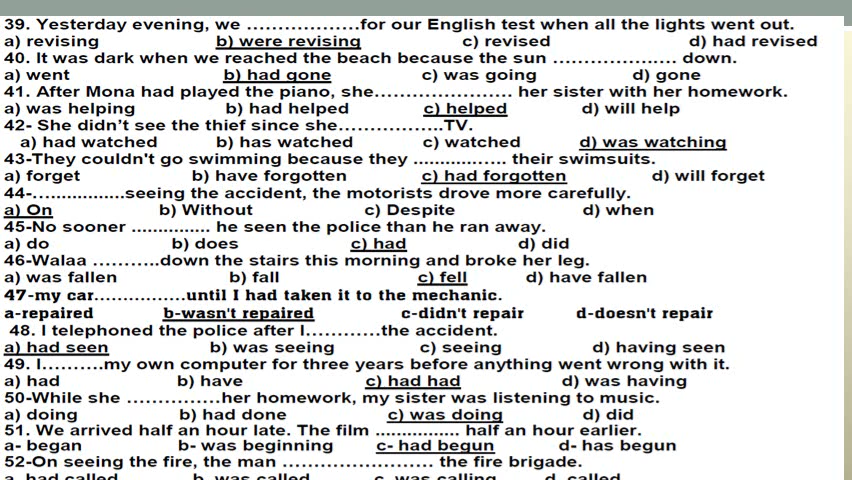 39. Yesterday evening, we ………………..for our English test when all the lights went out.
a) revising b) were revising c) revised d) had revised
40. It was dark when we reached the beach because the sun ………………….… down.
a) went b) had gone c) was going d) gone
41. After Mona had played the piano, she…………………… her sister with her homework.
a) was helping b) had helped c) helped d) will help
42- She didn't see the thief since she……………..TV.
a) had watched b) has watched c) watched d) was watching
43-They couldn't go swimming because they ...........….. their swimsuits.
a) forget b) have forgotten c) had forgotten d) will forget
44-…..............seeing the accident, the motorists drove more carefully.
a) On b) Without c) Despite d) when
45-No sooner .............. he seen the police than he ran away.
a) do b) does c) had d) did
46-Walaa ………..down the stairs this morning and broke her leg.
a) was fallen b) fall c) fell d) have fallen
47-my car……………..until I had taken it to the mechanic.
a-repaired b-wasn't repaired c-didn't repair d-doesn't repair
48. I telephoned the police after I…………the accident.
a) had seen b) was seeing c) seeing d) having seen
49. I……….my own computer for three years before anything went wrong with it.
a) had b) have c) had had d) was having
50-While she ……………her homework, my sister was listening to music.
a) doing b) had done c) was doing d) did
51. We arrived half an hour late. The film ............... half an hour earlier.
a- began b- was beginning c- had begun d- has begun
52-On seeing the fire, the man ……………………… the fire brigade.
a. had called b. was called c. was calling d. called